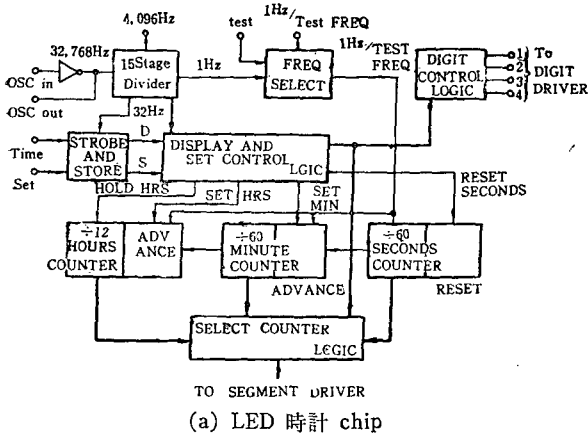 4,096Hz
test
1Hz/Test FREQ
32,768Hz
OSC in
OSC out
15Stage
Divider
1Hz
FREQ
SELECT
1Hz/TEST
FREQ
DIGIT
CONTROL
LOGIC
1
2
3
4
To
DIGIT
DRIVER
32Hz
Time
Set
STROBE
AND
STORE
D
S
DISPLAY AND
SET CONTROL
LGIC
HOLD HRS
SET HRS
SET
MIN
RESET
SECONDS
÷12
HOURS
COUNTER
ADV
ANCE
÷60
MINUTE
COUNTER
ADVANCE
÷60
SECONDS
COUNTER
RESET
SELECT COUNTER
LEGIC
TO SEGMENT DRIVER
(a) LED 時計 chip